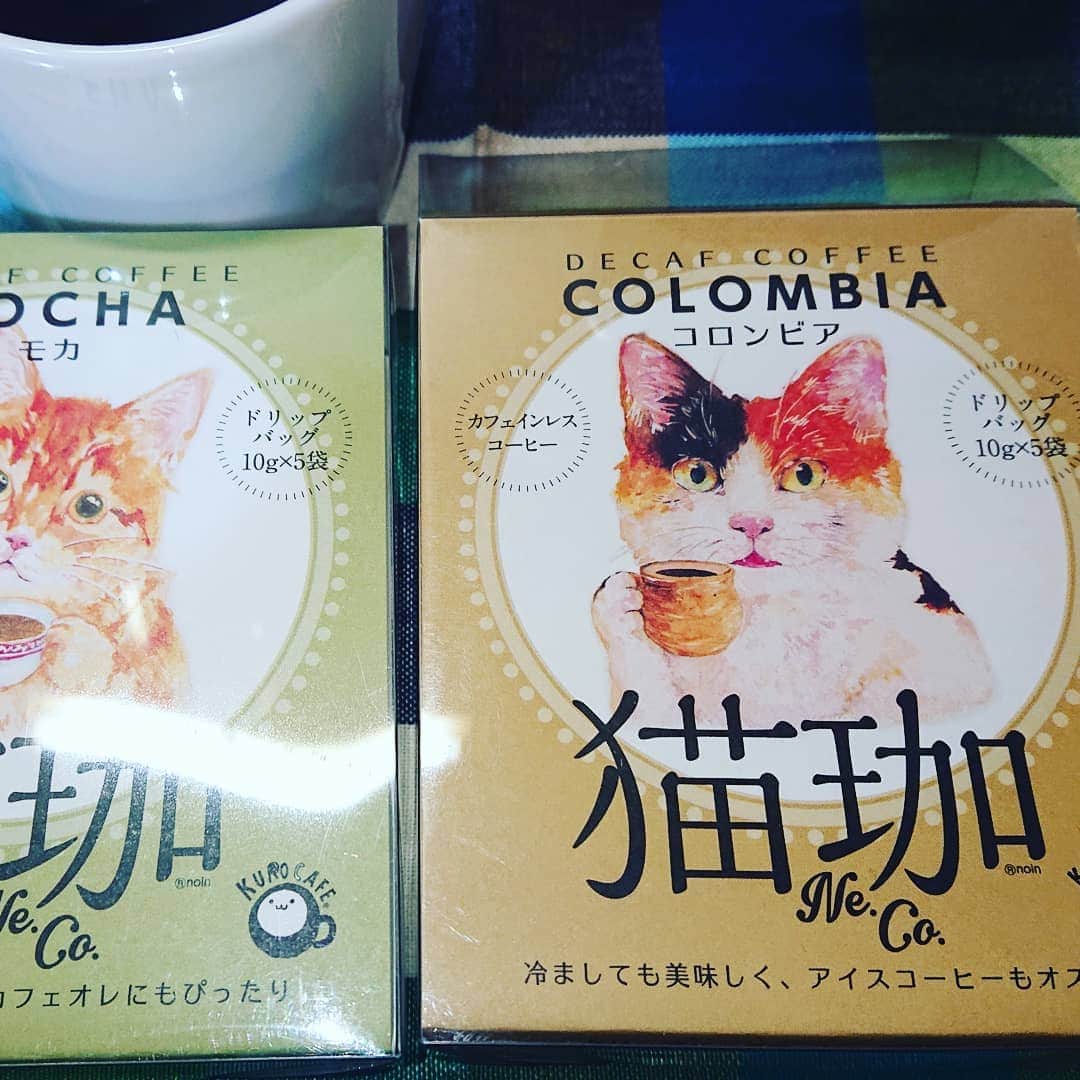 F COFFEE
OCHA
モカ
ドリップ
バッグ
10g×5袋
珈
®noin
Ne.
Co.
KURO CAFE
カフェオレにもぴったり
DECAF COFFEE
COLOMBIA
コロンビア
カフェインレス
コーヒー
ドリップ
バッグ
10g×5袋
猫珈
®noin
Ne.
Co.
冷ましても美味しく、アイスコーヒーもオス